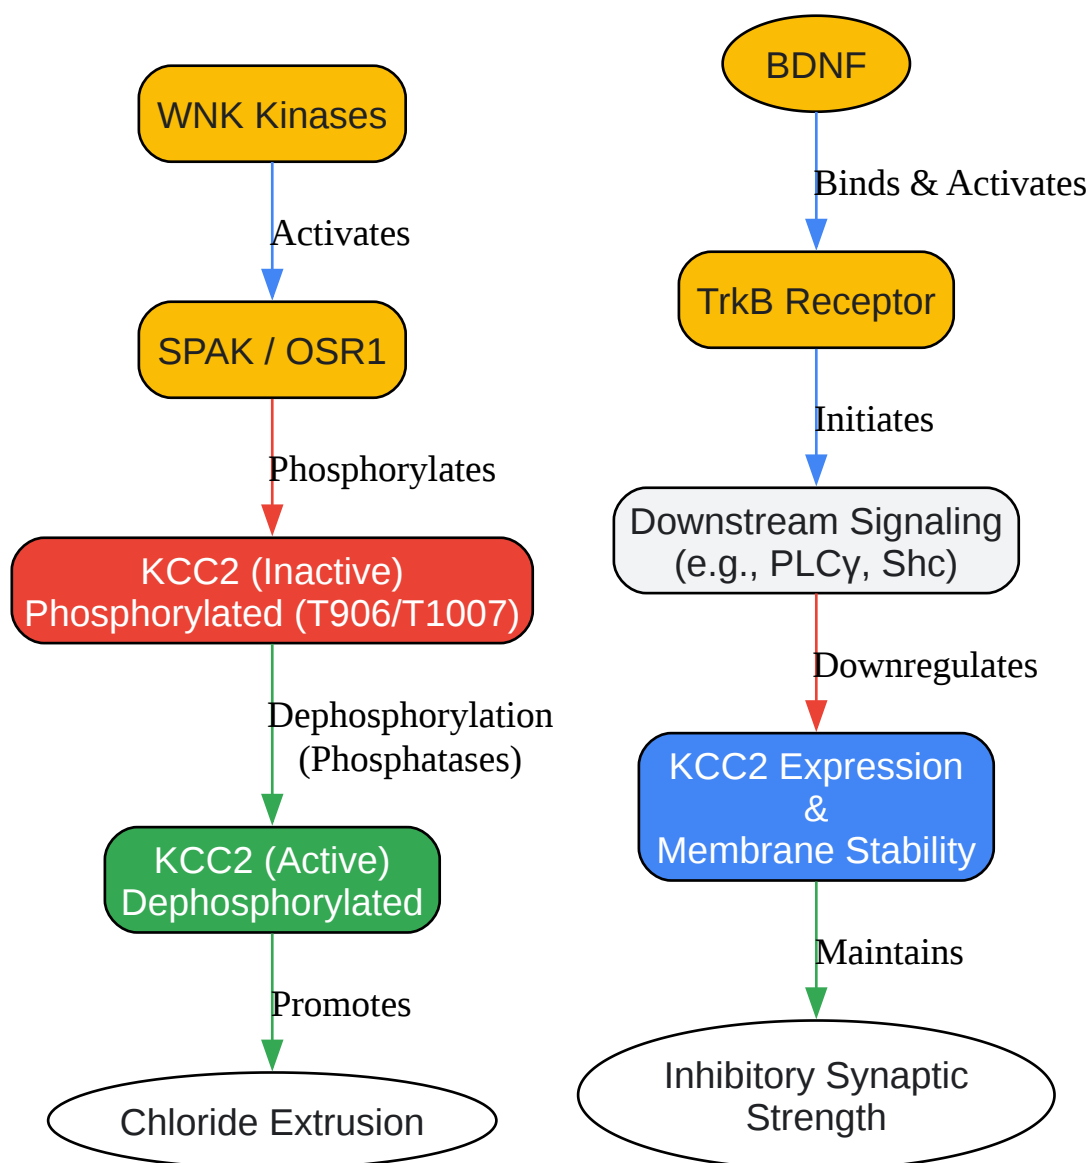 WNK Kinases
Activates
SPAK / OSR1
Phosphorylates
KCC2 (Inactive)
Phosphorylated (T906/T1007)
Dephosphorylation
(Phosphatases)
KCC2 (Active)
Dephosphorylated
Promotes
Chloride Extrusion
BDNF
Binds & Activates
TrkB Receptor
Initiates
Downstream Signaling
(e.g., PLCγ, Shc)
Downregulates
KCC2 Expression
&
Membrane Stability
Maintains
Inhibitory Synaptic
Strength